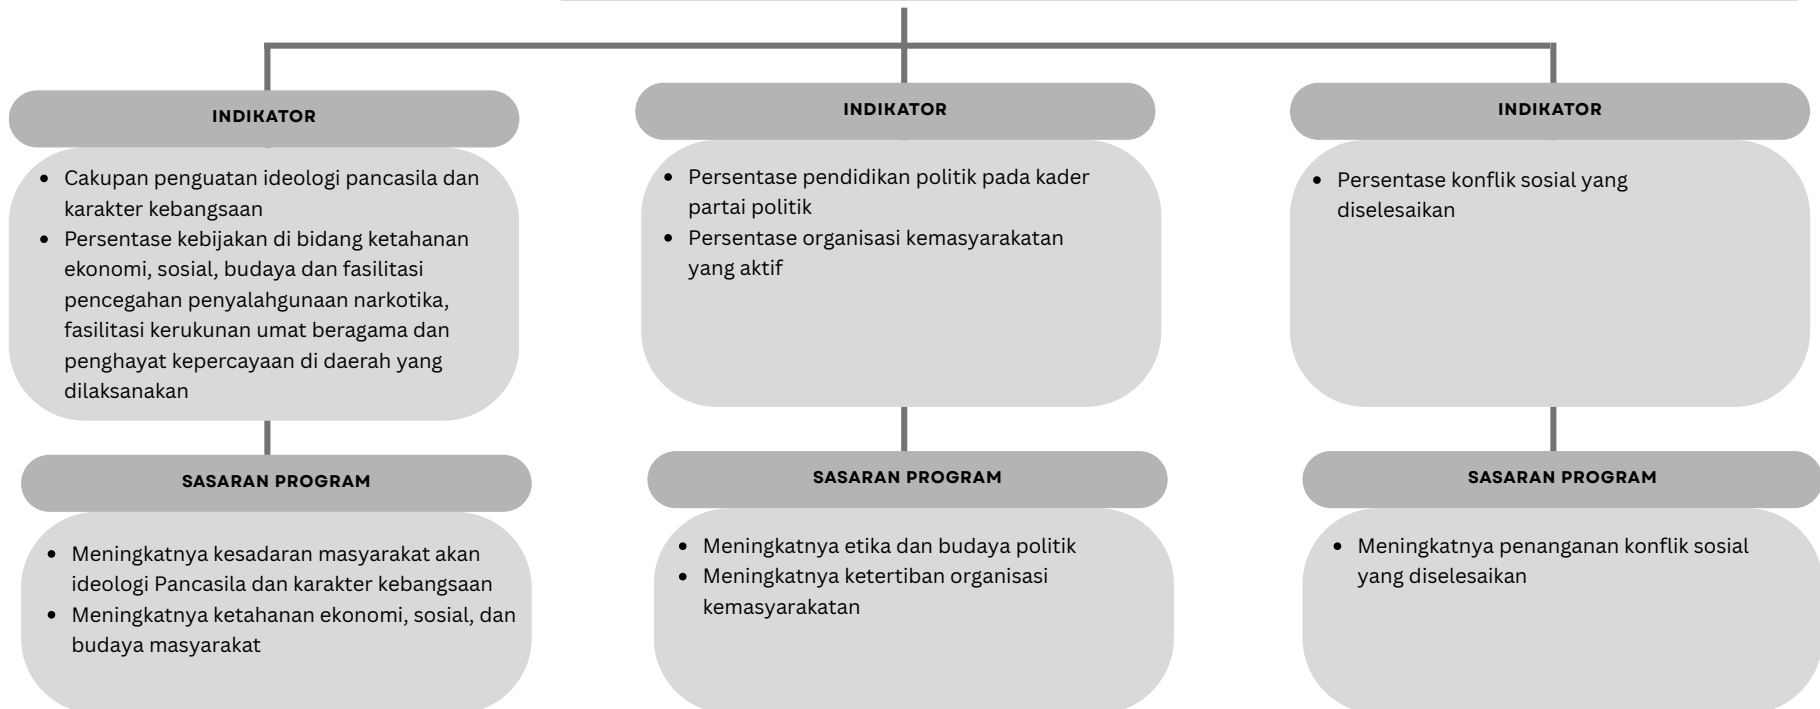 INDIKATOR
Cakupan penguatan ideologi pancasila dan
karakter kebangsaan
Persentase kebijakan di bidang ketahanan
ekonomi, sosial, budaya dan fasilitasi
pencegahan penyalahgunaan narkotika,
fasilitasi kerukunan umat beragama dan
penghayat kepercayaan di daerah yang
dilaksanakan
SASARAN PROGRAM
Meningkatnya kesadaran masyarakat akan
ideologi Pancasila dan karakter kebangsaan
Meningkatnya ketahanan ekonomi, sosial, dan
budaya masyarakat
INDIKATOR
Persentase pendidikan politik pada kader
partai politik
Persentase organisasi kemasyarakatan
yang aktif
SASARAN PROGRAM
Meningkatnya etika dan budaya politik
Meningkatnya ketertiban organisasi
kemasyarakatan
INDIKATOR
Persentase konflik sosial yang
diselesaikan
SASARAN PROGRAM
Meningkatnya penanganan konflik sosial
yang diselesaikan